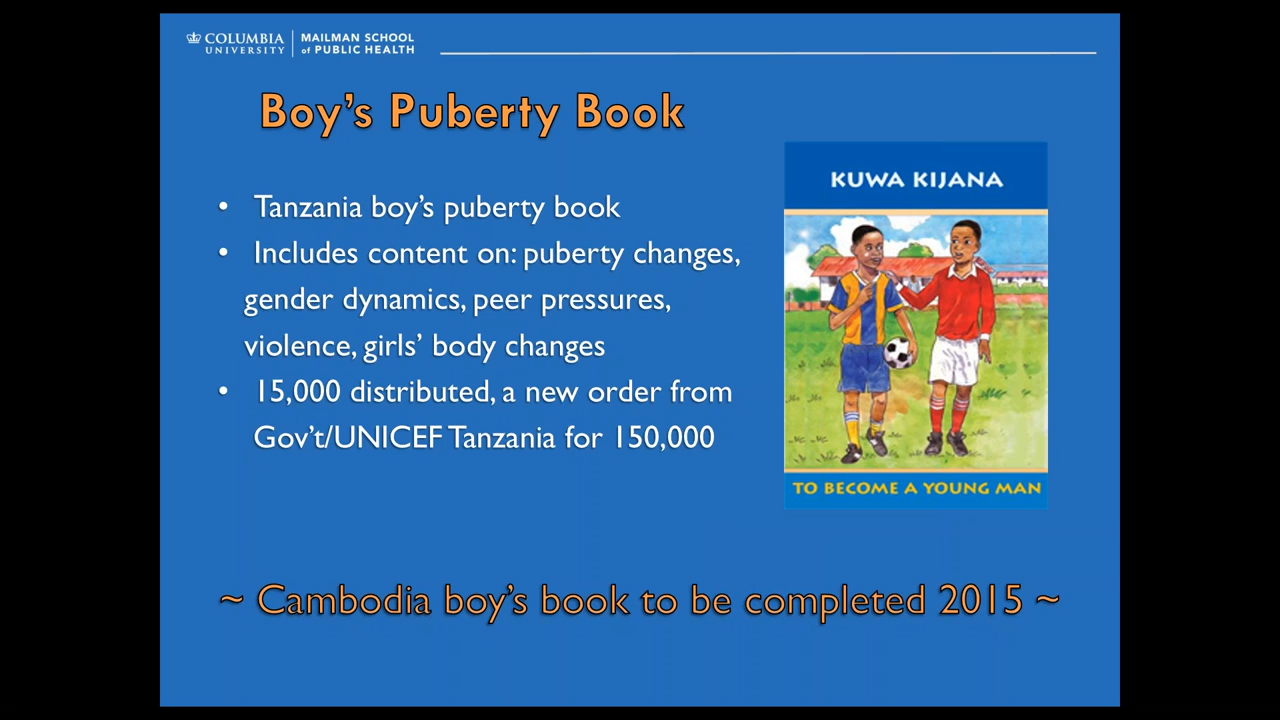 COLUMBIA UNIVERSITY | MAILMAN SCHOOL of PUBLIC HEALTH
Boy's Puberty Book
• Tanzania boy's puberty book
• Includes content on: puberty changes,
gender dynamics, peer pressures,
violence, girls' body changes
• 15,000 distributed, a new order from
Gov't/UNICEF Tanzania for 150,000
KUWA KIJANA
TO BECOME A YOUNG MAN
~ Cambodia boy's book to be completed 2015 ~